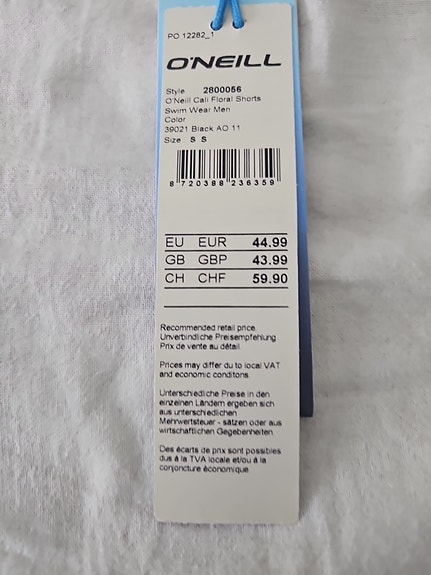 PO 12282_1
O'NEILL
Style 2800056
O'Neill Cali Floral Shorts
Swim Wear Men
Color
39021 Black AO 11
Size S S
8 720388 236359
EU EUR 44.99
GB GBP 43.99
CH CHF 59.90
Recommended retail price
Unverbindliche Preisempfehlung
Prix de vente au détail.
Prices may differ du to local VAT
and economic conditons
Unterschiedliche Preise in den
einzelnen Ländern ergeben sich
aus unterschiedlichen
Mehrwertsteuer - sätzen oder aus
wirtschaftlichen Gegebenheiten
Des écarts de prix sont possibles
dus à la TVA locale et/ou à la
conjoncture économique